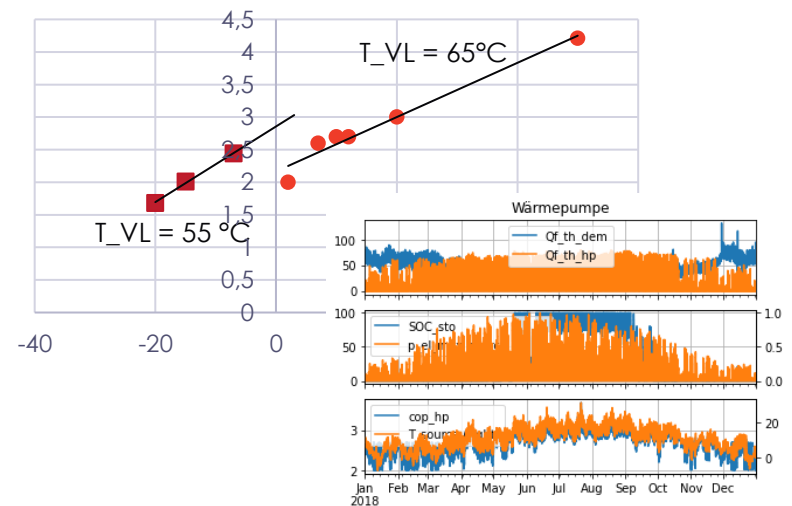 4,5
4
3,5
3
2,5
2
1,5
1
0,5
0
-40
-20
0
T_VL = 65°C
T_VL = 55 °C
Wärmepumpe
100
50
0
Qf_th_dem
Qf_th_hp
100
50
0
SOC_sto
1.0
0.5
0.0
3
2
cop_hp
20
0
Jan
Feb
Mar
Apr
May
Jun
Jul
Aug
Sep
Oct
Nov
Dec
2018